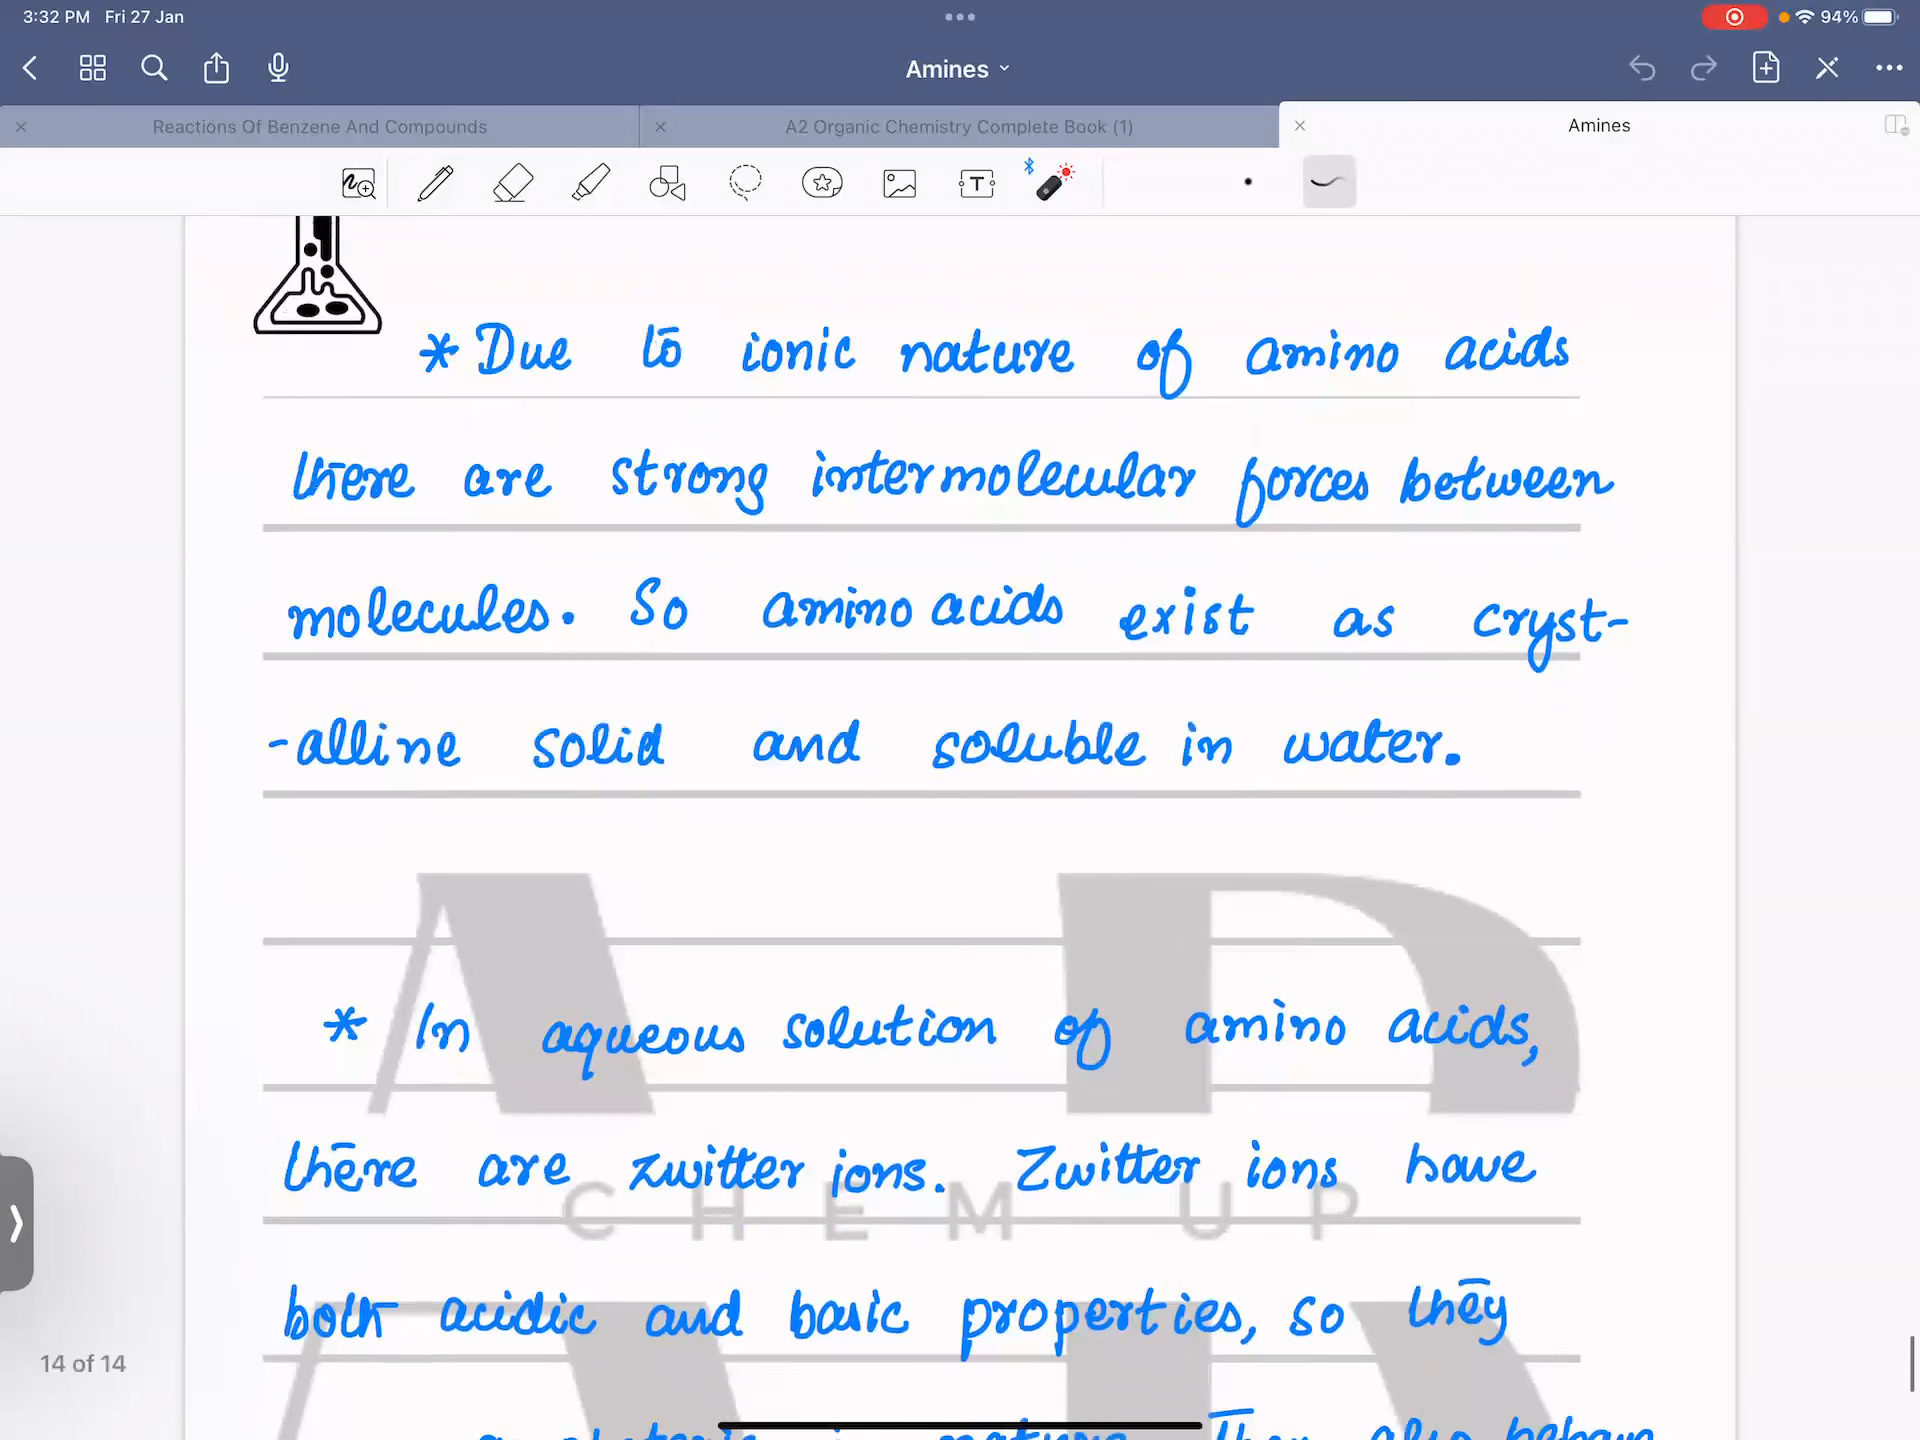 3:32 PM Fri 27 Jan
94%
Amines
Reactions Of Benzene And Compounds
A2 Organic Chemistry Complete Book (1)
Amines
* Due to ionic nature of amino acids
there are strong intermolecular forces between
molecules. So amino acids exist as cryst-
-alline solid and soluble in water.
* In aqueous solution of amino acids,
there are zwitter ions. Zwitter ions have
CHEM UP
both acidic and basic properties, so they
14 of 14